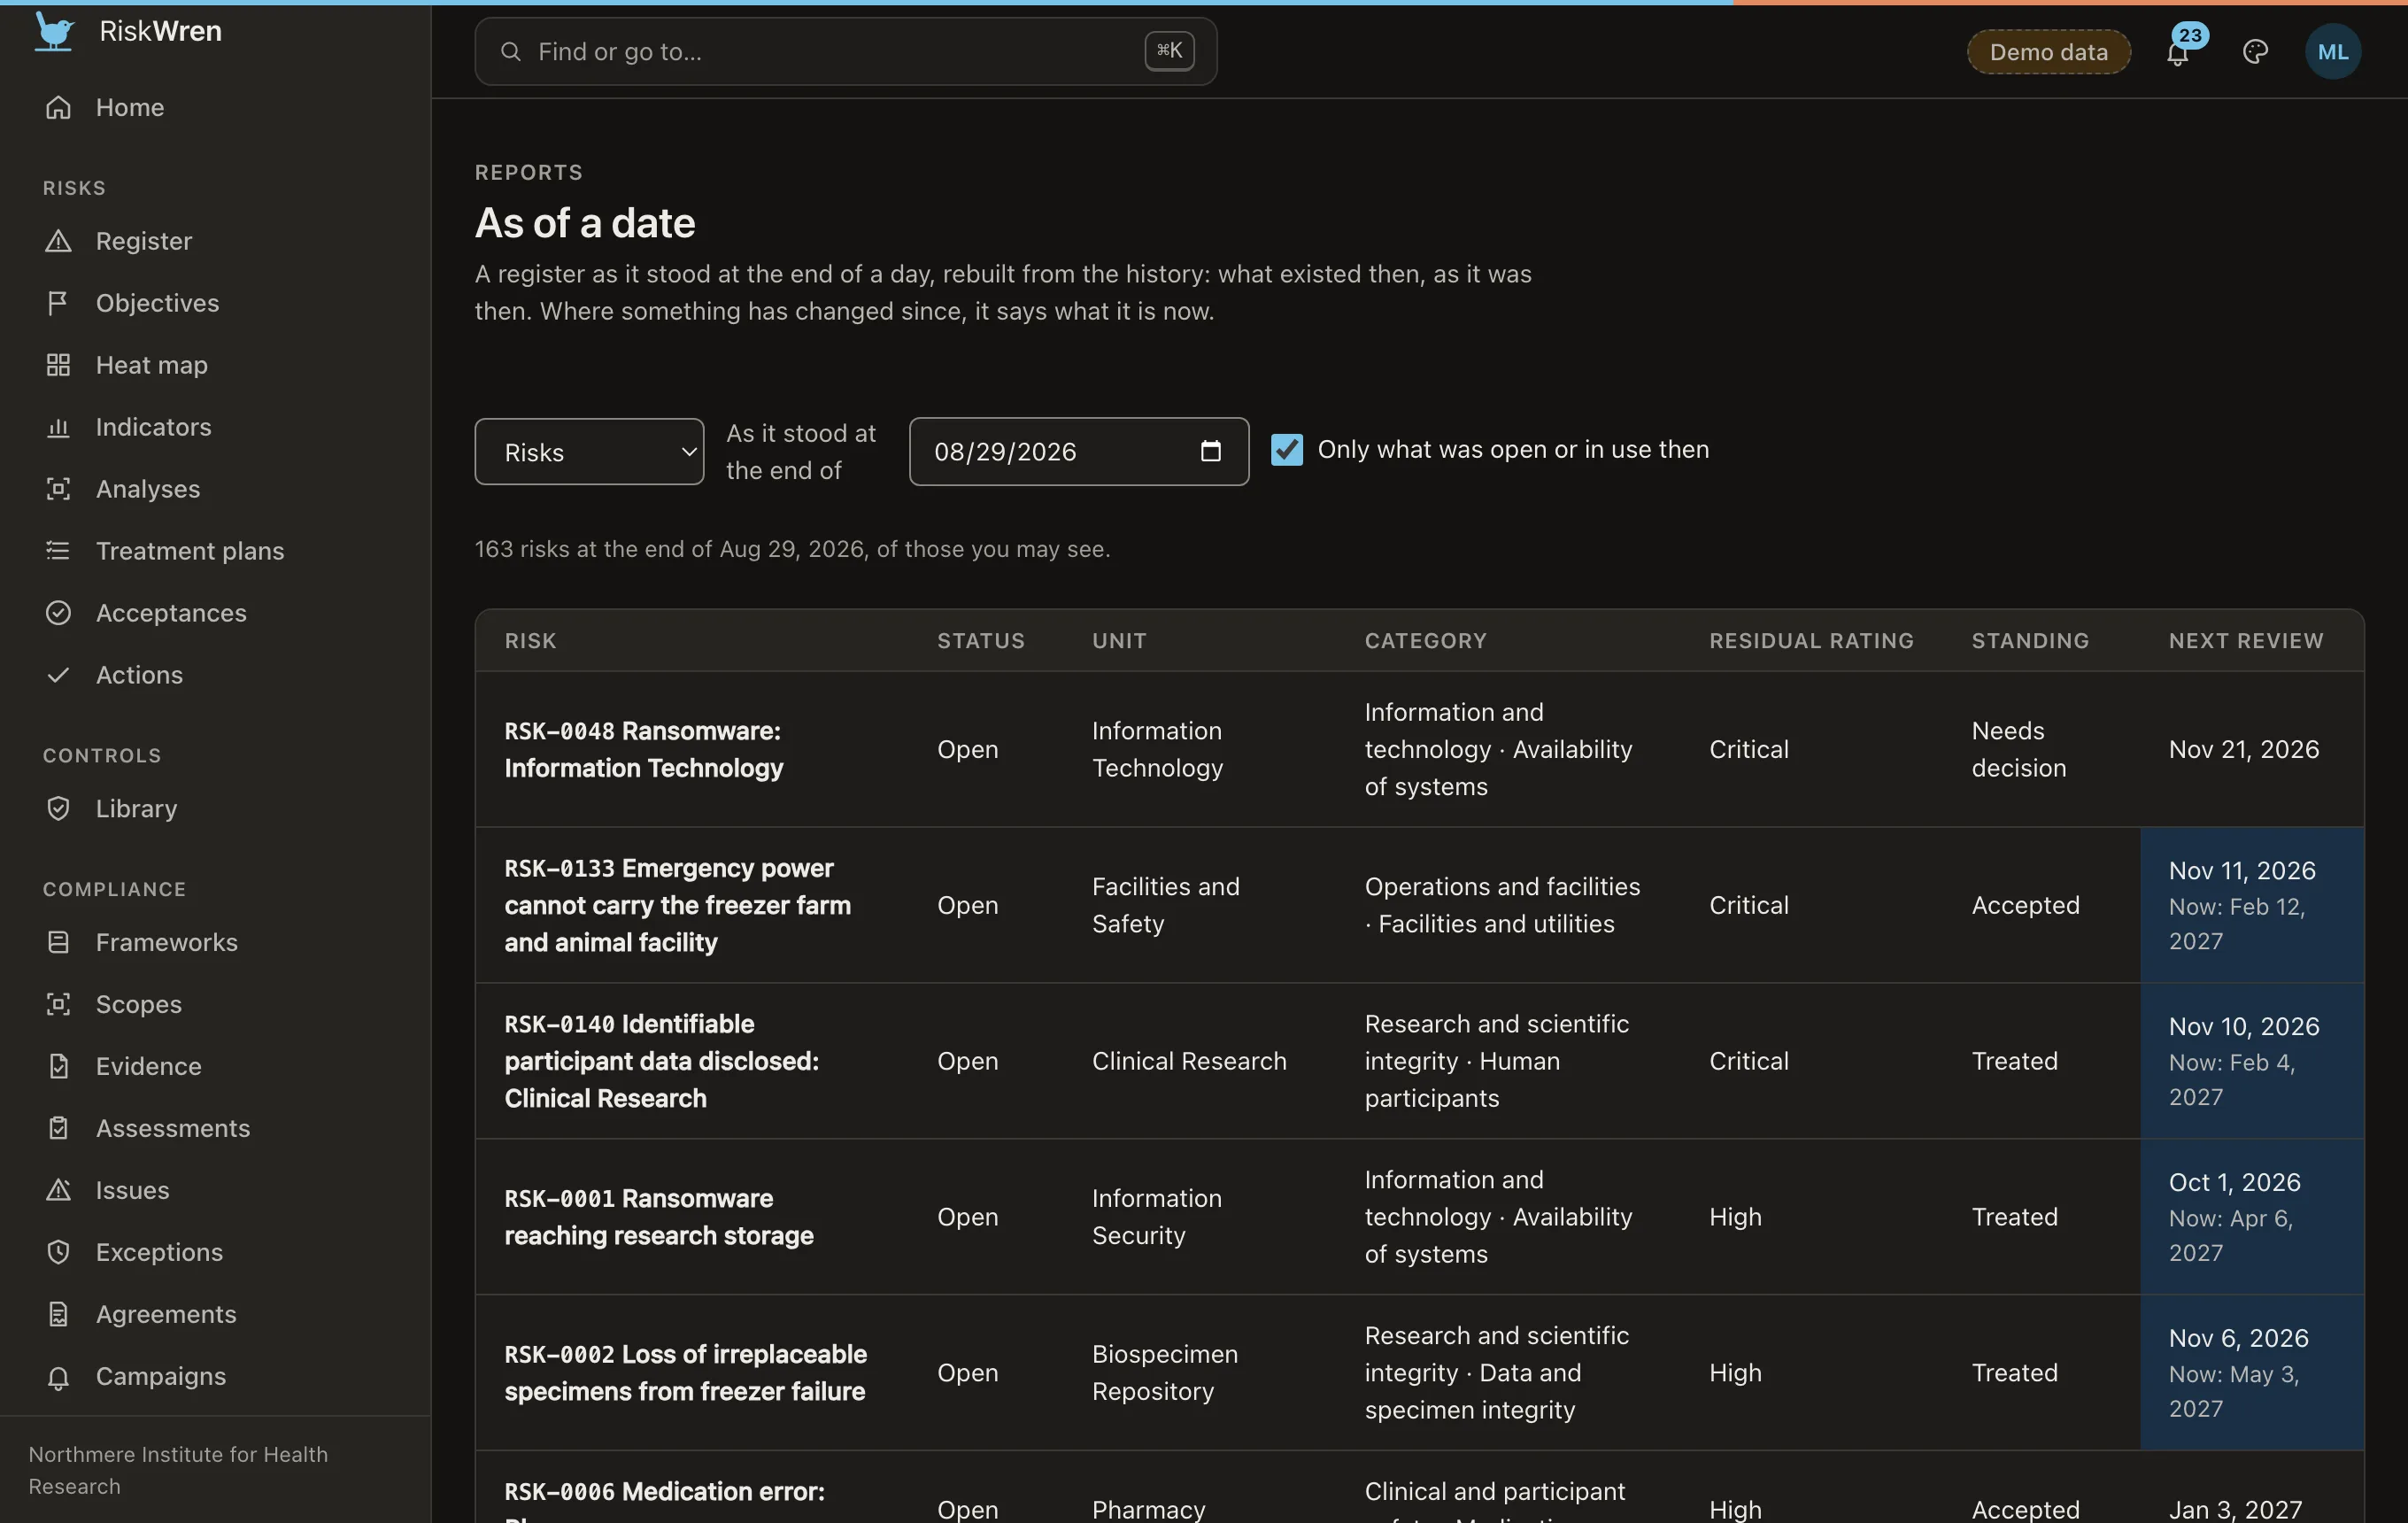 RiskWren
Find or go to...
⌘K
Demo data
23
ML
Home
RISKS
Register
Objectives
Heat map
Indicators
Analyses
Treatment plans
Acceptances
Actions
CONTROLS
Library
COMPLIANCE
Frameworks
Scopes
Evidence
Assessments
Issues
Exceptions
Agreements
Campaigns
Northmere Institute for Health
Research
REPORTS
As of a date
A register as it stood at the end of a day, rebuilt from the history: what existed then, as it was
then. Where something has changed since, it says what it is now.
Risks
As it stood at
the end of
08/29/2026
Only what was open or in use then
163 risks at the end of Aug 29, 2026, of those you may see.
RISK STATUS UNIT CATEGORY RESIDUAL RATING STANDING NEXT REVIEW
RSK-0048 Ransomware:
Information Technology
Open
Information
Technology
Information and
technology · Availability
of systems
Critical
Needs
decision
Nov 21, 2026
RSK-0133 Emergency power
cannot carry the freezer farm
and animal facility
Open
Facilities and
Safety
Operations and facilities
· Facilities and utilities
Critical
Accepted
Nov 11, 2026
Now: Feb 12,
2027
RSK-0140 Identifiable
participant data disclosed:
Clinical Research
Open
Clinical Research
Research and scientific
integrity · Human
participants
Critical
Treated
Nov 10, 2026
Now: Feb 4,
2027
RSK-0001 Ransomware
reaching research storage
Open
Information
Security
Information and
technology · Availability
of systems
High
Treated
Oct 1, 2026
Now: Apr 6,
2027
RSK-0002 Loss of irreplaceable
specimens from freezer failure
Open
Biospecimen
Repository
Research and scientific
integrity · Data and
specimen integrity
High
Treated
Nov 6, 2026
Now: May 3,
2027
RSK-0006 Medication error:
Open
Pharmacy
Clinical and participant
High
Accepted
Jan 3, 2027